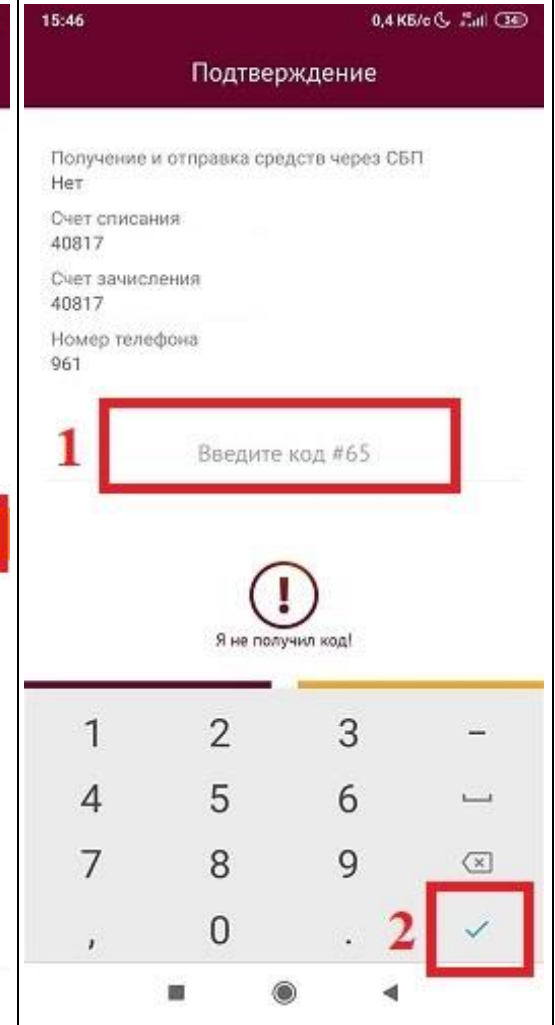 15:46 0,4 КБ/с 34
Подтверждение
Получение и отправка средств через СБП
Нет
Счет списания
40817
Счет зачисления
40817
Номер телефона
961
1 Введите код #65
!
Я не получил код!
1 2 3 –
4 5 6
7 8 9
, 0 . 2